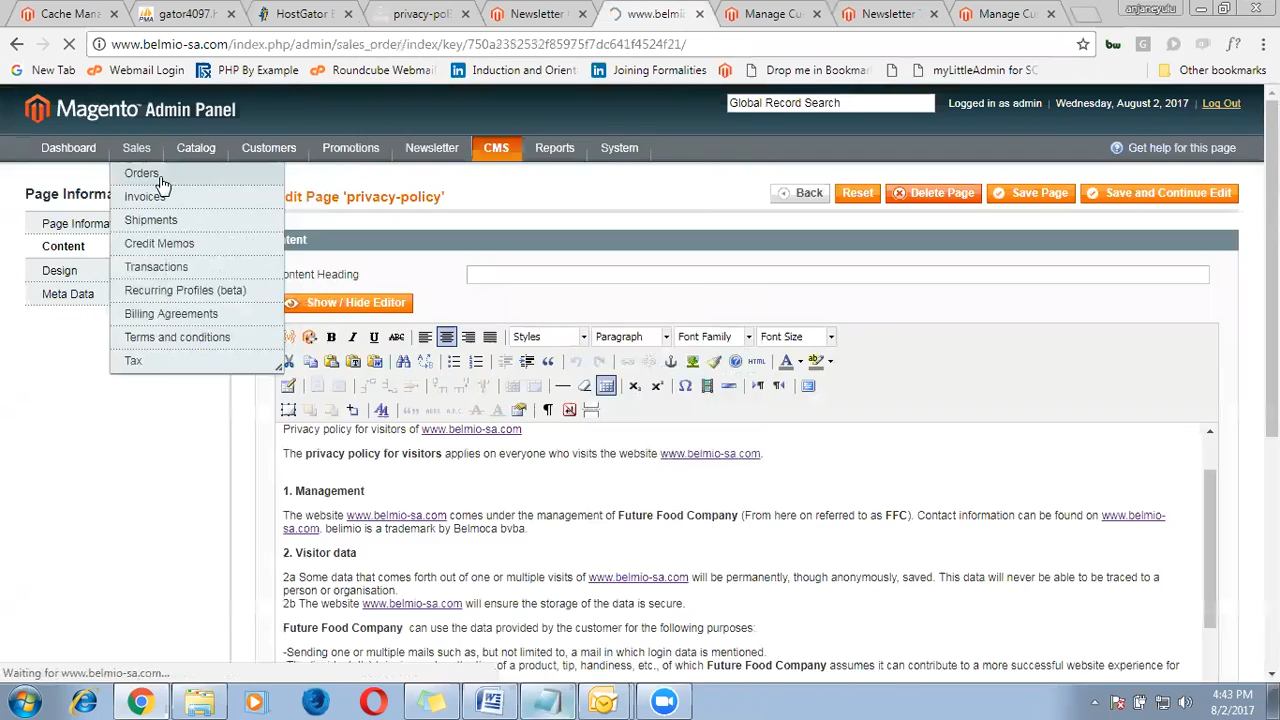 Cache Man
gator4097.h
HostGator
privacy-pol
Newsletter
www.belmi
Manage Cu
Newsletter
Manage Cu
anjaneyulu
www.belmio-sa.com/index.php/admin/sales_order/index/key/750a2362532f85975f7dc641f4524f21/
New Tab
Webmail Login
PHP By Example
Roundcube Webmail
Induction and Orient
Joining Formalities
Drop me in Bookmar
myLittleAdmin for SQ
Other bookmarks
Magento Admin Panel
Global Record Search
Logged in as admin | Wednesday, August 2, 2017 | Log Out
Dashboard
Sales
Catalog
Customers
Promotions
Newsletter
CMS
Reports
System
Get help for this page
Orders
Invoices
Shipments
Credit Memos
Transactions
Recurring Profiles (beta)
Billing Agreements
Terms and conditions
Tax
Page Informa
Page Informa
Content
Design
Meta Data
dit Page 'privacy-policy'
Back
Reset
Delete Page
Save Page
Save and Continue Edit
ntent
ontent Heading
Show / Hide Editor
Styles
Paragraph
Font Family
Font Size
Privacy policy for visitors of www.belmio-sa.com
The privacy policy for visitors applies on everyone who visits the website www.belmio-sa.com.
1. Management
The website www.belmio-sa.com comes under the management of Future Food Company (From here on referred to as FFC). Contact information can be found on www.belmio-
sa.com. belmio is a trademark by Belmoca bvba.
2. Visitor data
2a Some data that comes forth out of one or multiple visits of www.belmio-sa.com will be permanently, though anonymously, saved. This data will never be able to be traced to a
person or organisation.
2b The website www.belmio-sa.com will ensure the storage of the data is secure.
Future Food Company can use the data provided by the customer for the following purposes:
-Sending one or multiple mails such as, but not limited to, a mail in which login data is mentioned.
of a product, tip, handiness, etc., of which Future Food Company assumes it can contribute to a more successful website experience for
Waiting for www.belmio-sa.com...
4:43 PM
8/2/2017